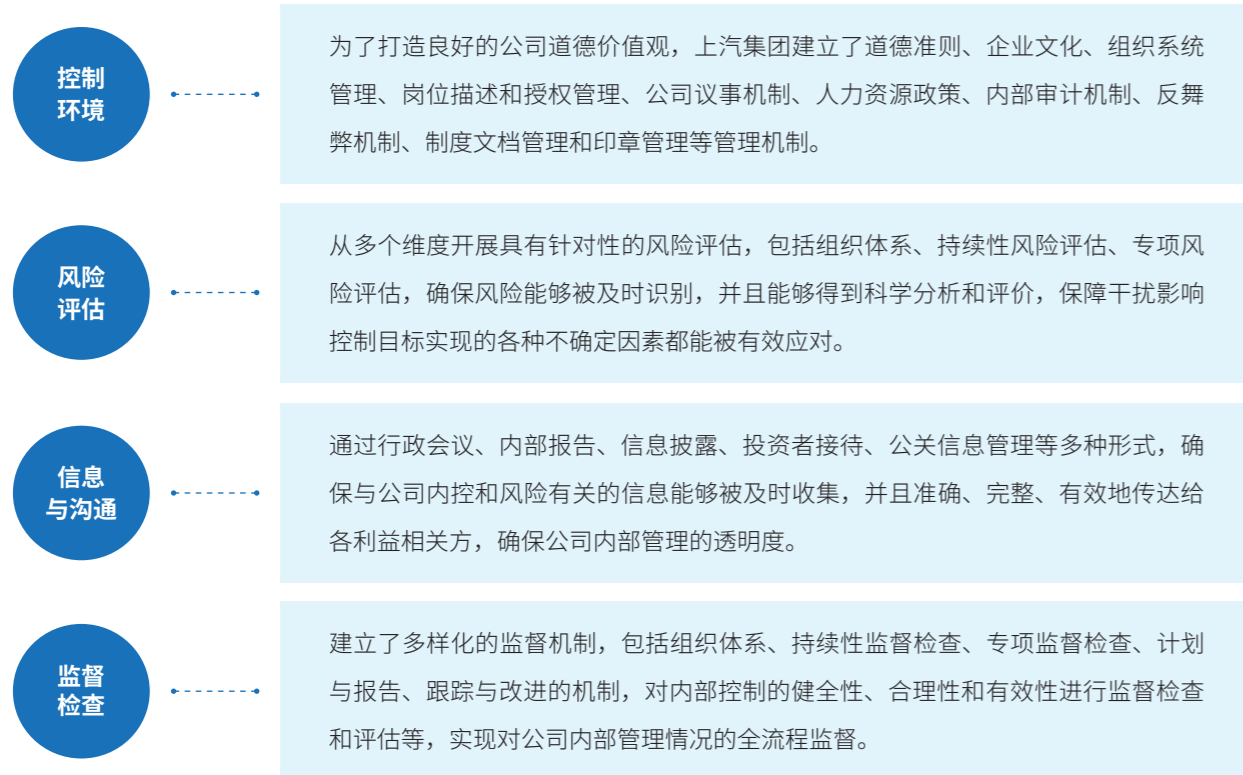 控制
环境
为了打造良好的公司道德价值观，上汽集团建立了道德准则、企业文化、组织系统
管理、岗位描述和授权管理、公司议事机制、人力资源政策、内部审计机制、反舞
弊机制、制度文档管理和印章管理等管理机制。
风险
评估
从多个维度开展具有针对性的风险评估，包括组织体系、持续性风险评估、专项风
险评估，确保风险能够被及时识别，并且能够得到科学分析和评价，保障干扰影响
控制目标实现的各种不确定因素都能被有效应对。
信息
与沟通
通过行政会议、内部报告、信息披露、投资者接待、公关信息管理等多种形式，确
保与公司内控和风险有关的信息能够被及时收集，并且准确、完整、有效地传达给
各利益相关方，确保公司内部管理的透明度。
监督
检查
建立了多样化的监督机制，包括组织体系、持续性监督检查、专项监督检查、计划
与报告、跟踪与改进的机制，对内部控制的健全性、合理性和有效性进行监督检查
和评估等，实现对公司内部管理情况的全流程监督。